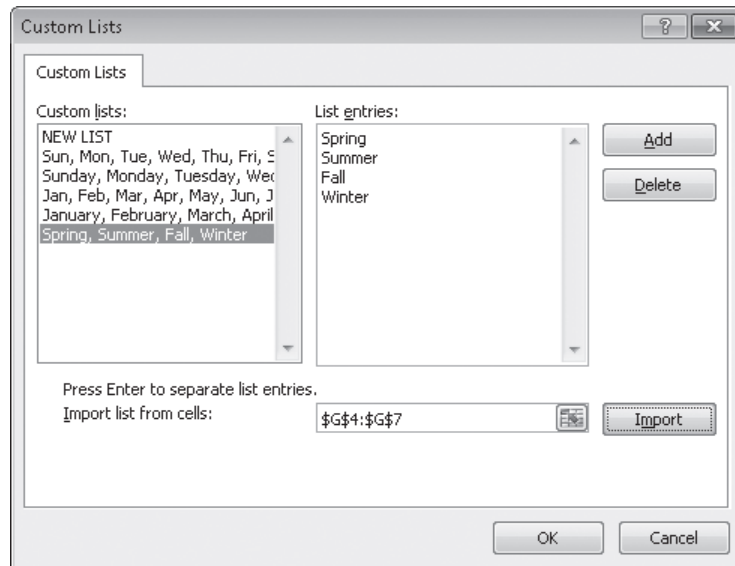 Custom Lists
Custom Lists
Custom lists:
NEW LIST
Sun, Mon, Tue, Wed, Thu, Fri, S
Sunday, Monday, Tuesday, Wed
Jan, Feb, Mar, Apr, May, Jun, J
January, February, March, April
Spring, Summer, Fall, Winter
List entries:
Spring
Summer
Fall
Winter
Add
Delete
Press Enter to separate list entries.
Import list from cells:
$G$4:$G$7
Import
OK
Cancel